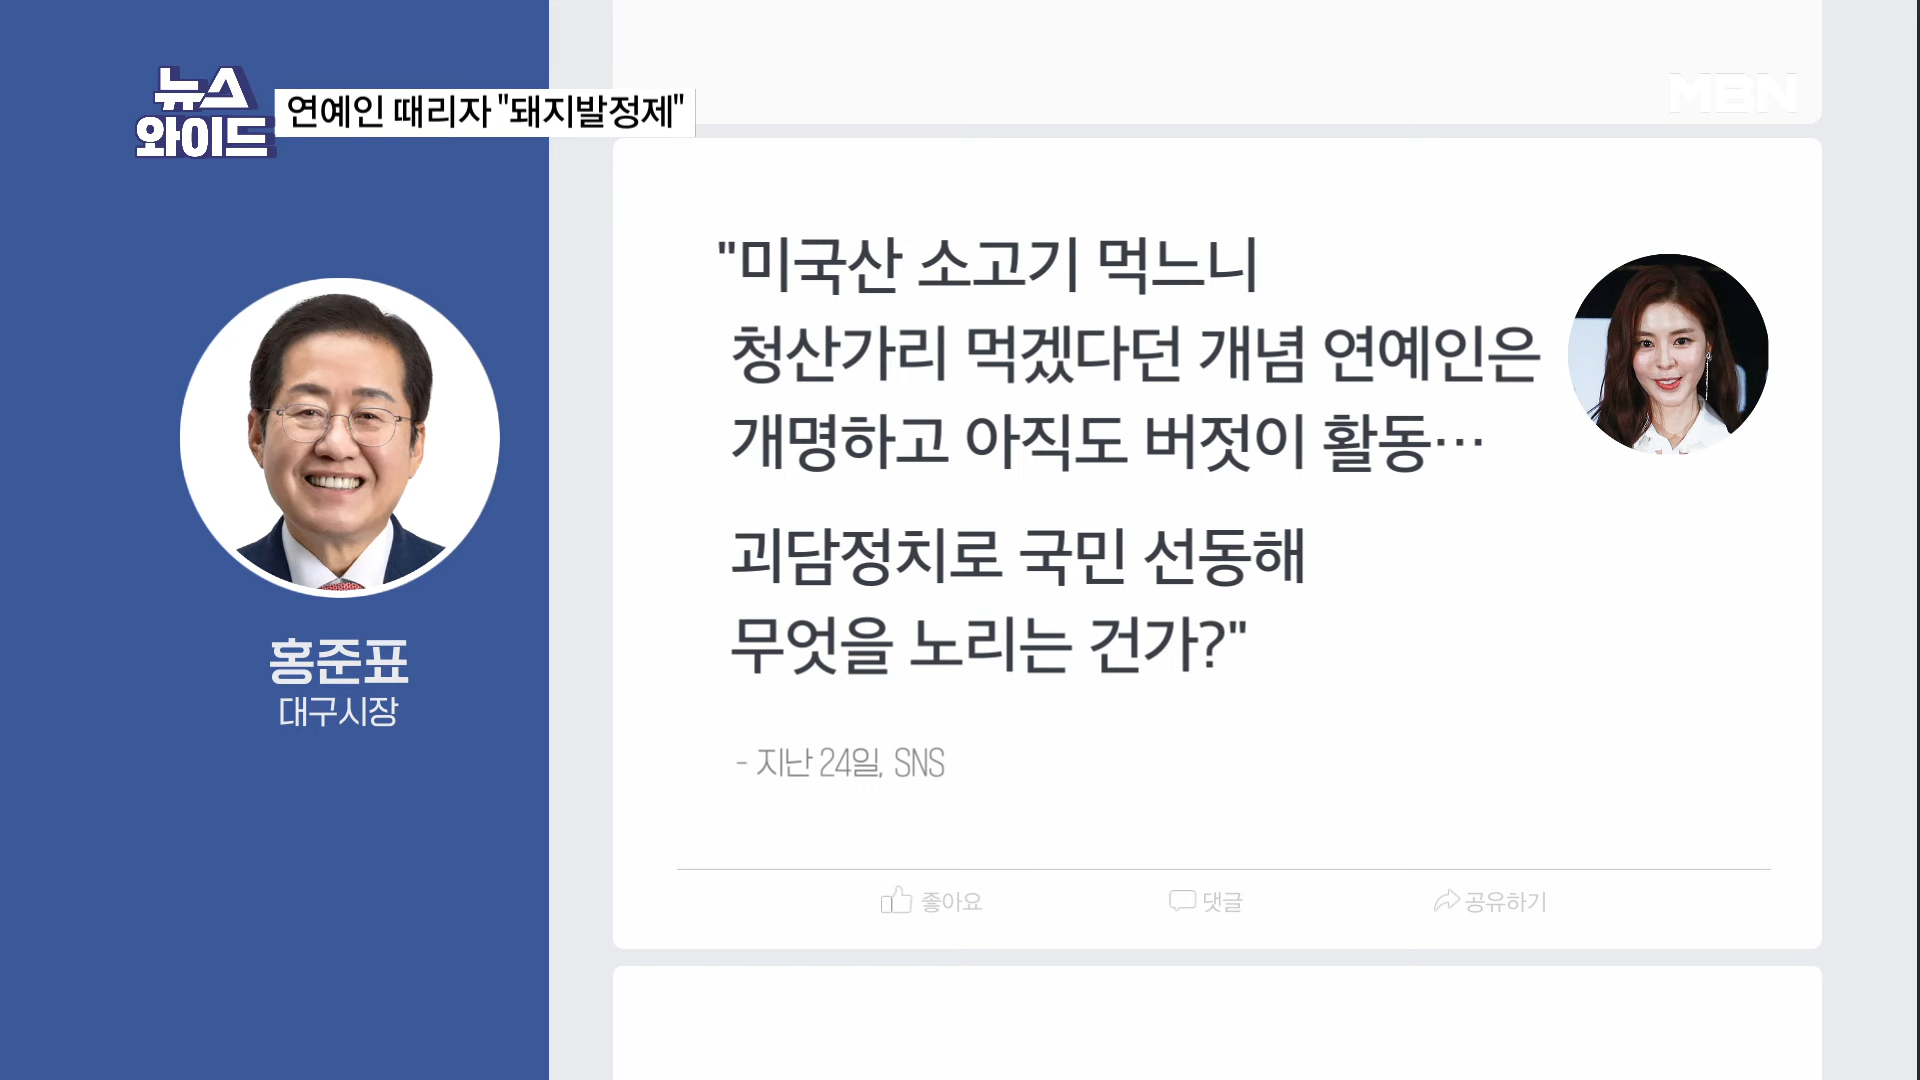 뉴스
와이드
연예인 때리자 "돼지발정제"
MBN
"미국산 소고기 먹느니
청산가리 먹겠다던 개념 연예인은
개명하고 아직도 버젓이 활동…
괴담정치로 국민 선동해
무엇을 노리는 건가?"
- 지난 24일, SNS
홍준표
대구시장
좋아요 댓글 공유하기